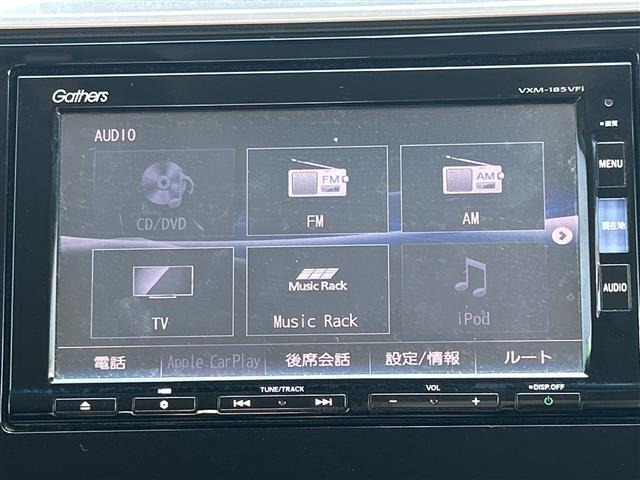 Gathers
VXM-185VFi
AUDIO
画質
CD/DVD
FM
FM
AM
AM
MENU
現在地
AUDIO
TV
Music Rack
Music Rack
iPod
電話
Apple CarPlay
後席会話
設定/情報
ルート
TUNE/TRACK
VOL
DISP.OFF